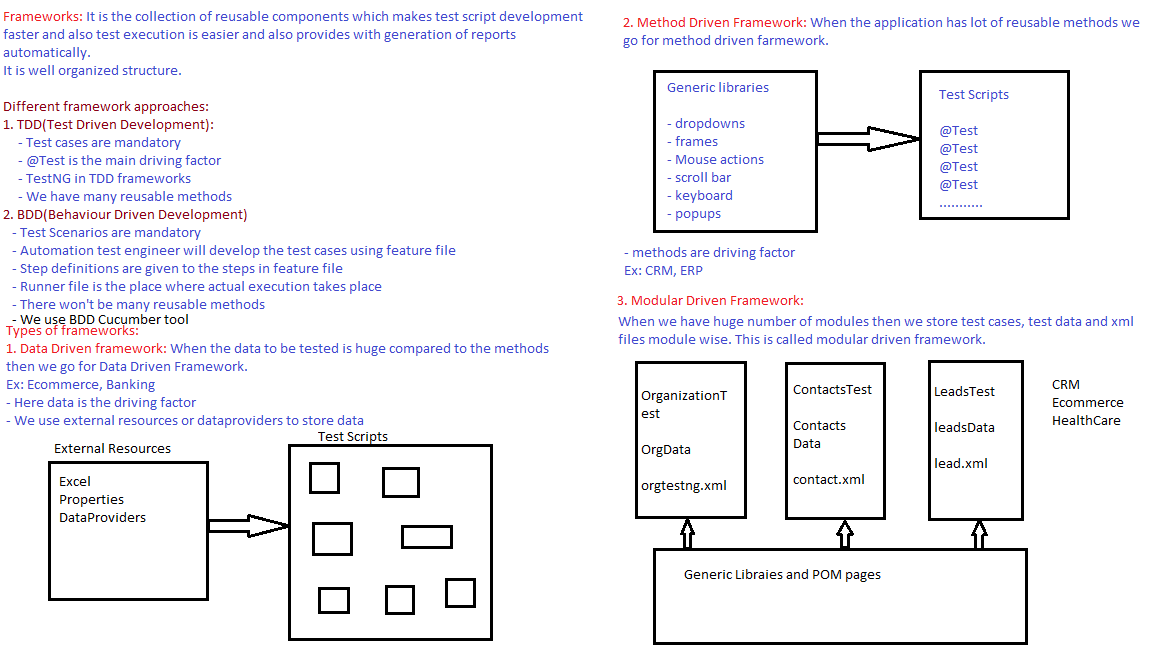 Frameworks: It is the collection of reusable components which makes test script development
faster and also test execution is easier and also provides with generation of reports
automatically.
It is well organized structure.
Different framework approaches:
1. TDD(Test Driven Development):
- Test cases are mandatory
- @Test is the main driving factor
- TestNG in TDD frameworks
- We have many reusable methods
2. BDD(Behaviour Driven Development)
- Test Scenarios are mandatory
- Automation test engineer will develop the test cases using feature file
- Step definitions are given to the steps in feature file
- Runner file is the place where actual execution takes place
- There won't be many reusable methods
- We use BDD Cucumber tool
Types of frameworks:
1. Data Driven framework: When the data to be tested is huge compared to the methods
then we go for Data Driven Framework.
Ex: Ecommerce, Banking
- Here data is the driving factor
- We use external resources or dataproviders to store data
External Resources
Excel
Properties
DataProviders
Test Scripts
2. Method Driven Framework: When the application has lot of reusable methods we
go for method driven farmework.
Generic libraries
- dropdowns
- frames
- Mouse actions
- scroll bar
- keyboard
- popups
Test Scripts
@Test
@Test
@Test
@Test
...........
- methods are driving factor
Ex: CRM, ERP
3. Modular Driven Framework:
When we have huge number of modules then we store test cases, test data and xml
files module wise. This is called modular driven framework.
OrganizationT
est
OrgData
orgtestng.xml
ContactsTest
Contacts
Data
contact.xml
LeadsTest
leadsData
lead.xml
CRM
Ecommerce
HealthCare
Generic Libraies and POM pages